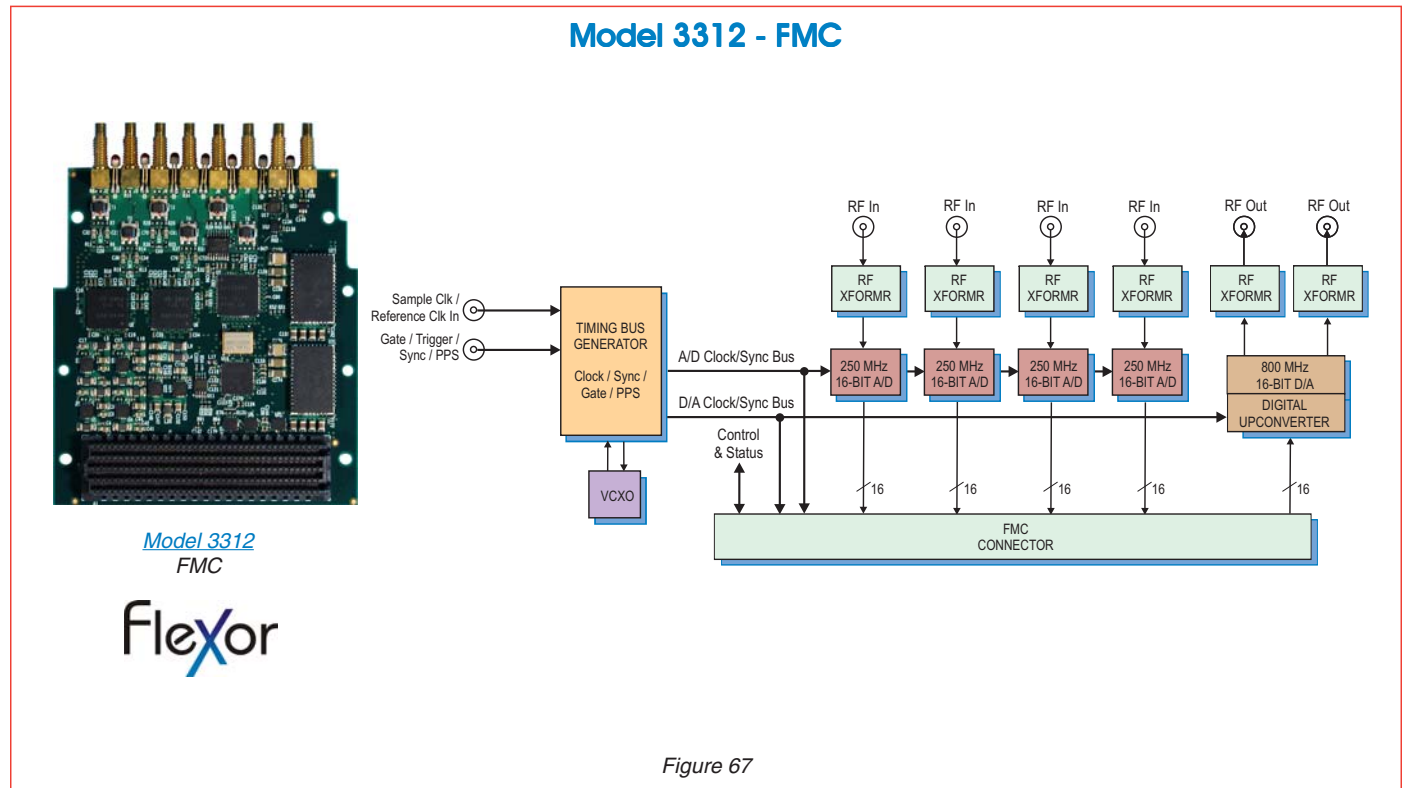 Model 3312 - FMC
Model 3312
FMC
Flexor
Sample Clk /
Reference Clk In
Gate / Trigger /
Sync / PPS
TIMING BUS
GENERATOR
Clock / Sync /
Gate / PPS
VCXO
A/D Clock/Sync Bus
D/A Clock/Sync Bus
Control
& Status
RF In
RF In
RF In
RF In
RF Out
RF Out
RF
XFORMR
RF
XFORMR
RF
XFORMR
RF
XFORMR
RF
XFORMR
RF
XFORMR
250 MHz
16-BIT A/D
250 MHz
16-BIT A/D
250 MHz
16-BIT A/D
250 MHz
16-BIT A/D
800 MHz
16-BIT D/A
DIGITAL
UPCONVERTER
16
16
16
16
16
FMC
CONNECTOR
Figure 67